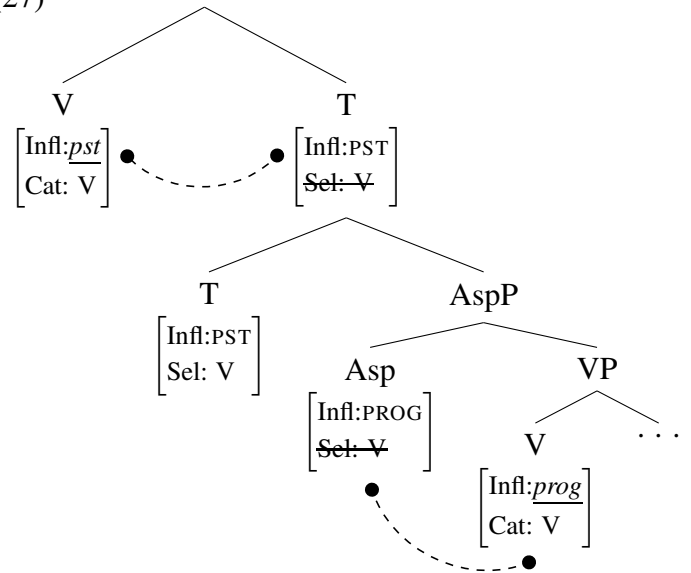 (27)
V T
[Infl:pst [Infl:PST]
Cat: V] Sel: V]
T AspP
[Infl:PST]
Sel: V
Asp VP
[Infl:PROG]
Sel: V
V . . .
[Infl:prog]
Cat: V